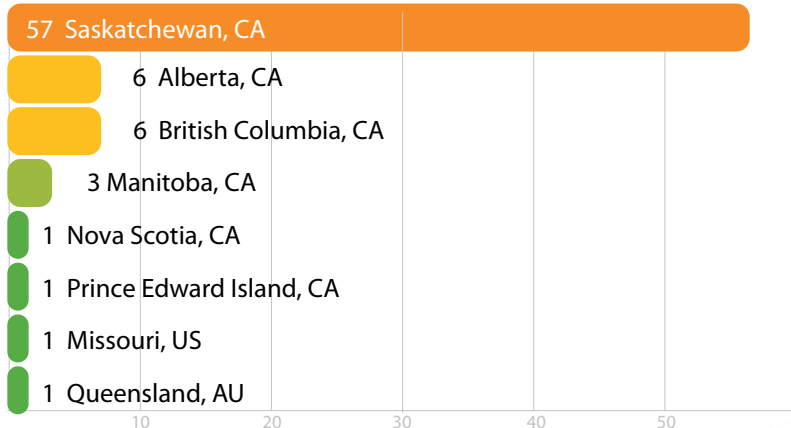 57 Saskatchewan, CA
6 Alberta, CA
6 British Columbia, CA
3 Manitoba, CA
1 Nova Scotia, CA
1 Prince Edward Island, CA
1 Missouri, US
1 Queensland, AU
10 20 30 40 50